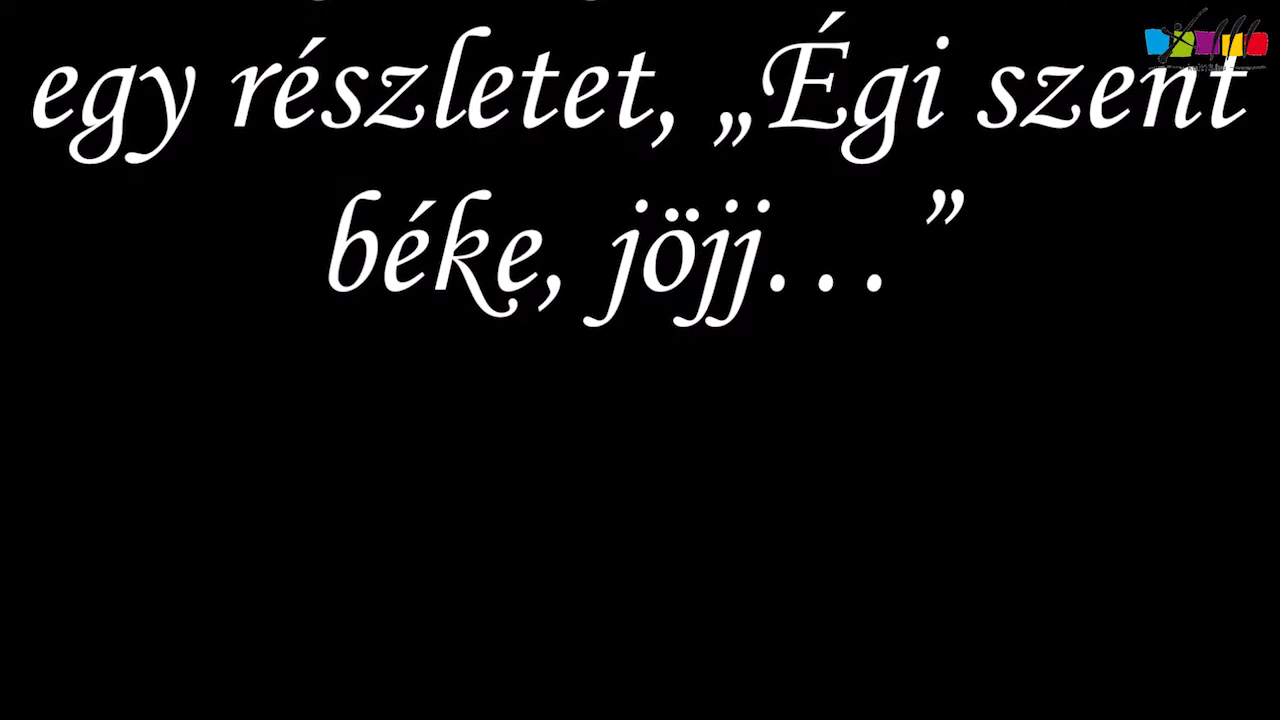 egy részletet, „Égi szent
béke, jöjj…”